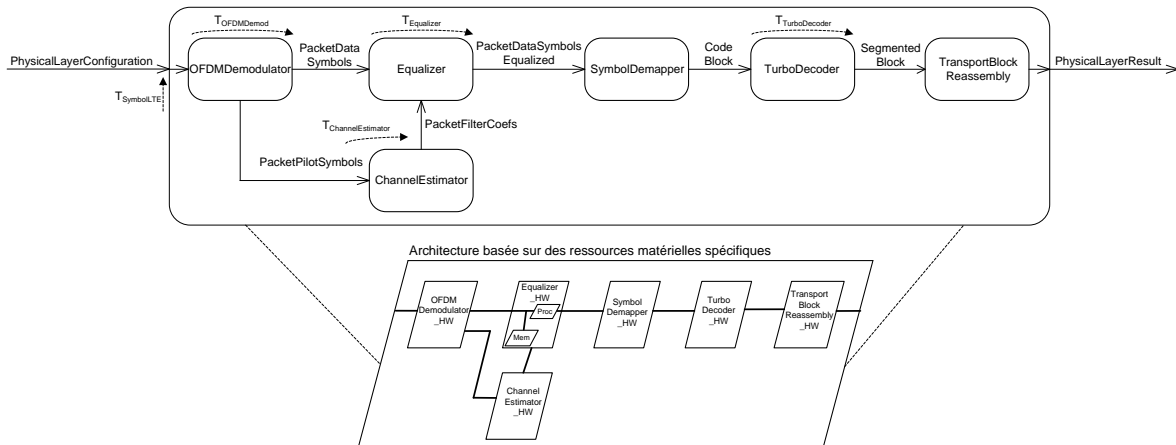 T_OFDMDemod
T_Equalizer
T_TurboDecoder
PhysicalLayerConfiguration
OFDMDemodulator
PacketData
Symbols
Equalizer
PacketDataSymbols
Equalized
SymbolDemapper
Code
Block
TurboDecoder
Segmented
Block
TransportBlock
Reassembly
PhysicalLayerResult
T_SymbolLTE
T_ChannelEstimator
PacketFilterCoefs
PacketPilotSymbols
ChannelEstimator
Architecture basée sur des ressources matérielles spécifiques
OFDM
Demodulator
_HW
Equalizer
_HW
Proc
Mem
Symbol
Demapper
_HW
Turbo
Decoder
_HW
Transport
Block
Reassembly
_HW
Channel
Estimator
_HW